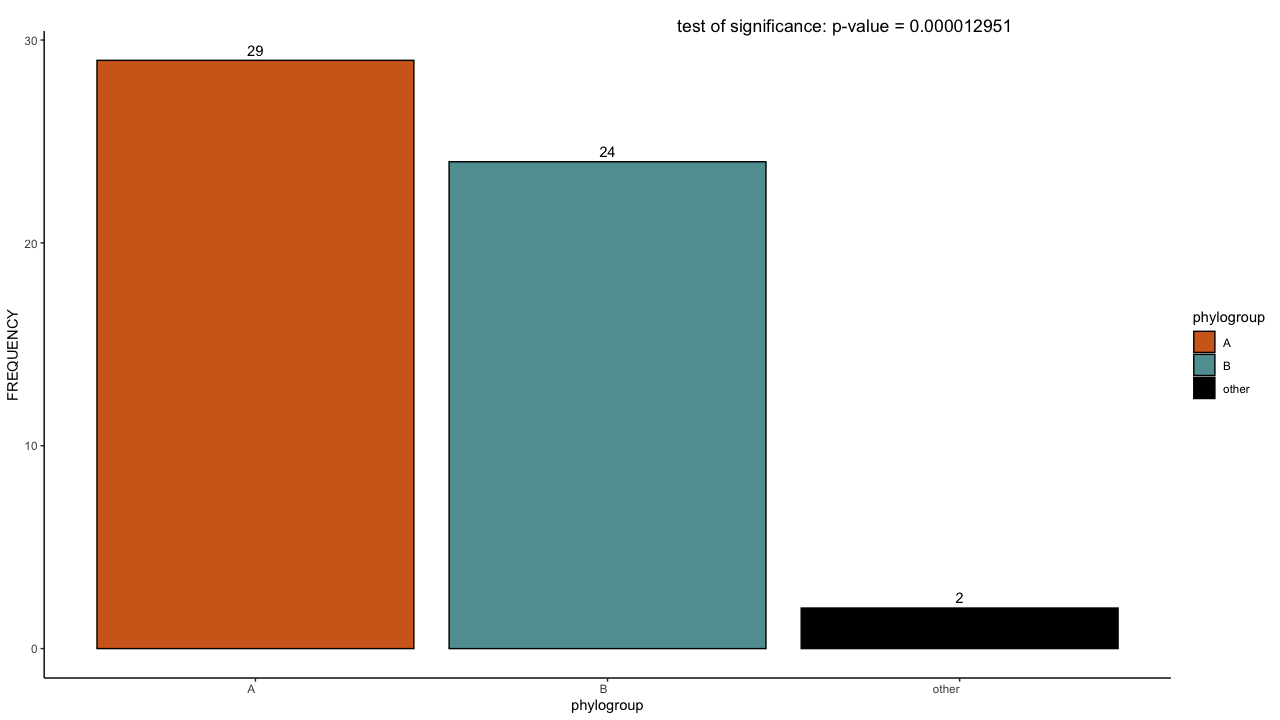 test of significance: p-value = 0.000012951
30
20
10
0
FREQUENCY
29
24
2
A
B
other
phylogroup
phylogroup
A
B
other